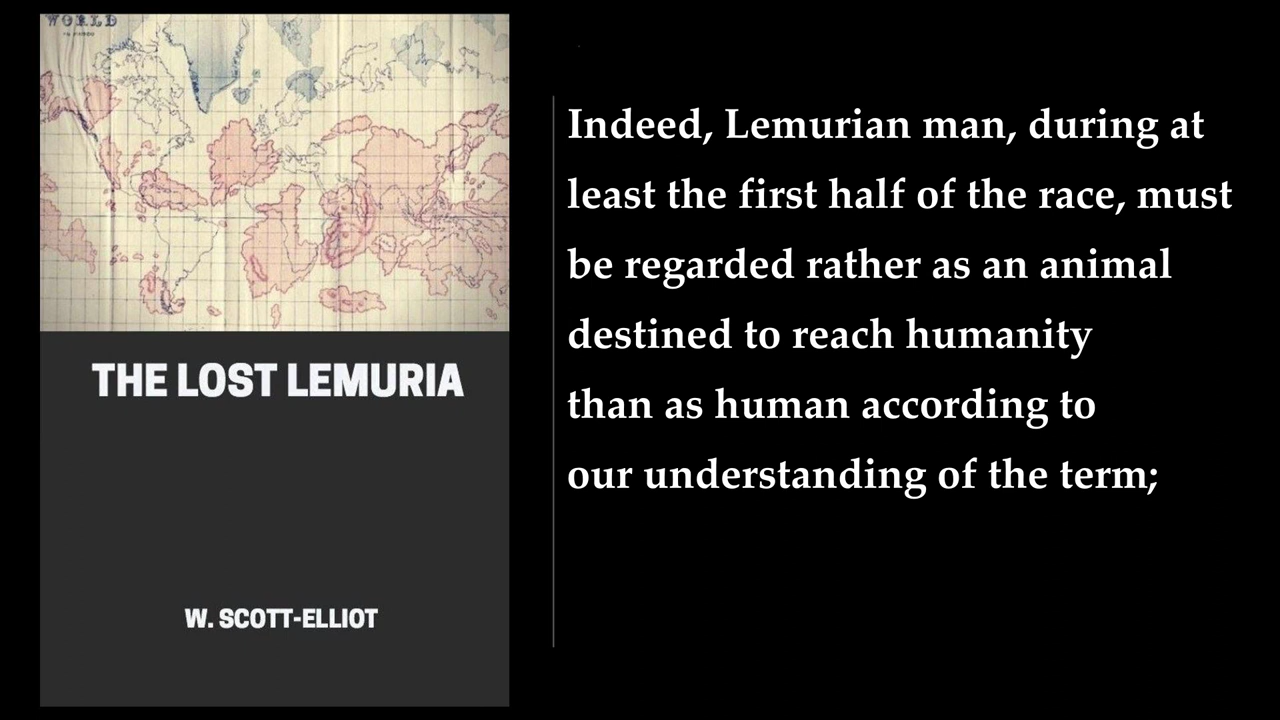 WORLD
THE LOST LEMURIA
W. SCOTT-ELLIOT
Indeed, Lemurian man, during at
least the first half of the race, must
be regarded rather as an animal
destined to reach humanity
than as human according to
our understanding of the term;